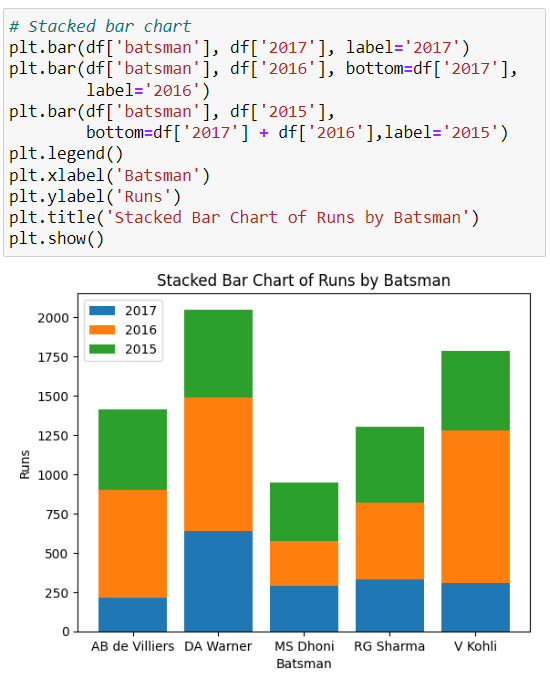 # Stacked bar chart
plt.bar(df['batsman'], df['2017'], label='2017')
plt.bar(df['batsman'], df['2016'], bottom=df['2017'],
        label='2016')
plt.bar(df['batsman'], df['2015'],
        bottom=df['2017'] + df['2016'],label='2015')
plt.legend()
plt.xlabel('Batsman')
plt.ylabel('Runs')
plt.title('Stacked Bar Chart of Runs by Batsman')
plt.show()
Stacked Bar Chart of Runs by Batsman
2017
2016
2015
2000
1750
1500
1250
1000
750
500
250
0
Runs
AB de Villiers DA Warner MS Dhoni RG Sharma V Kohli
Batsman